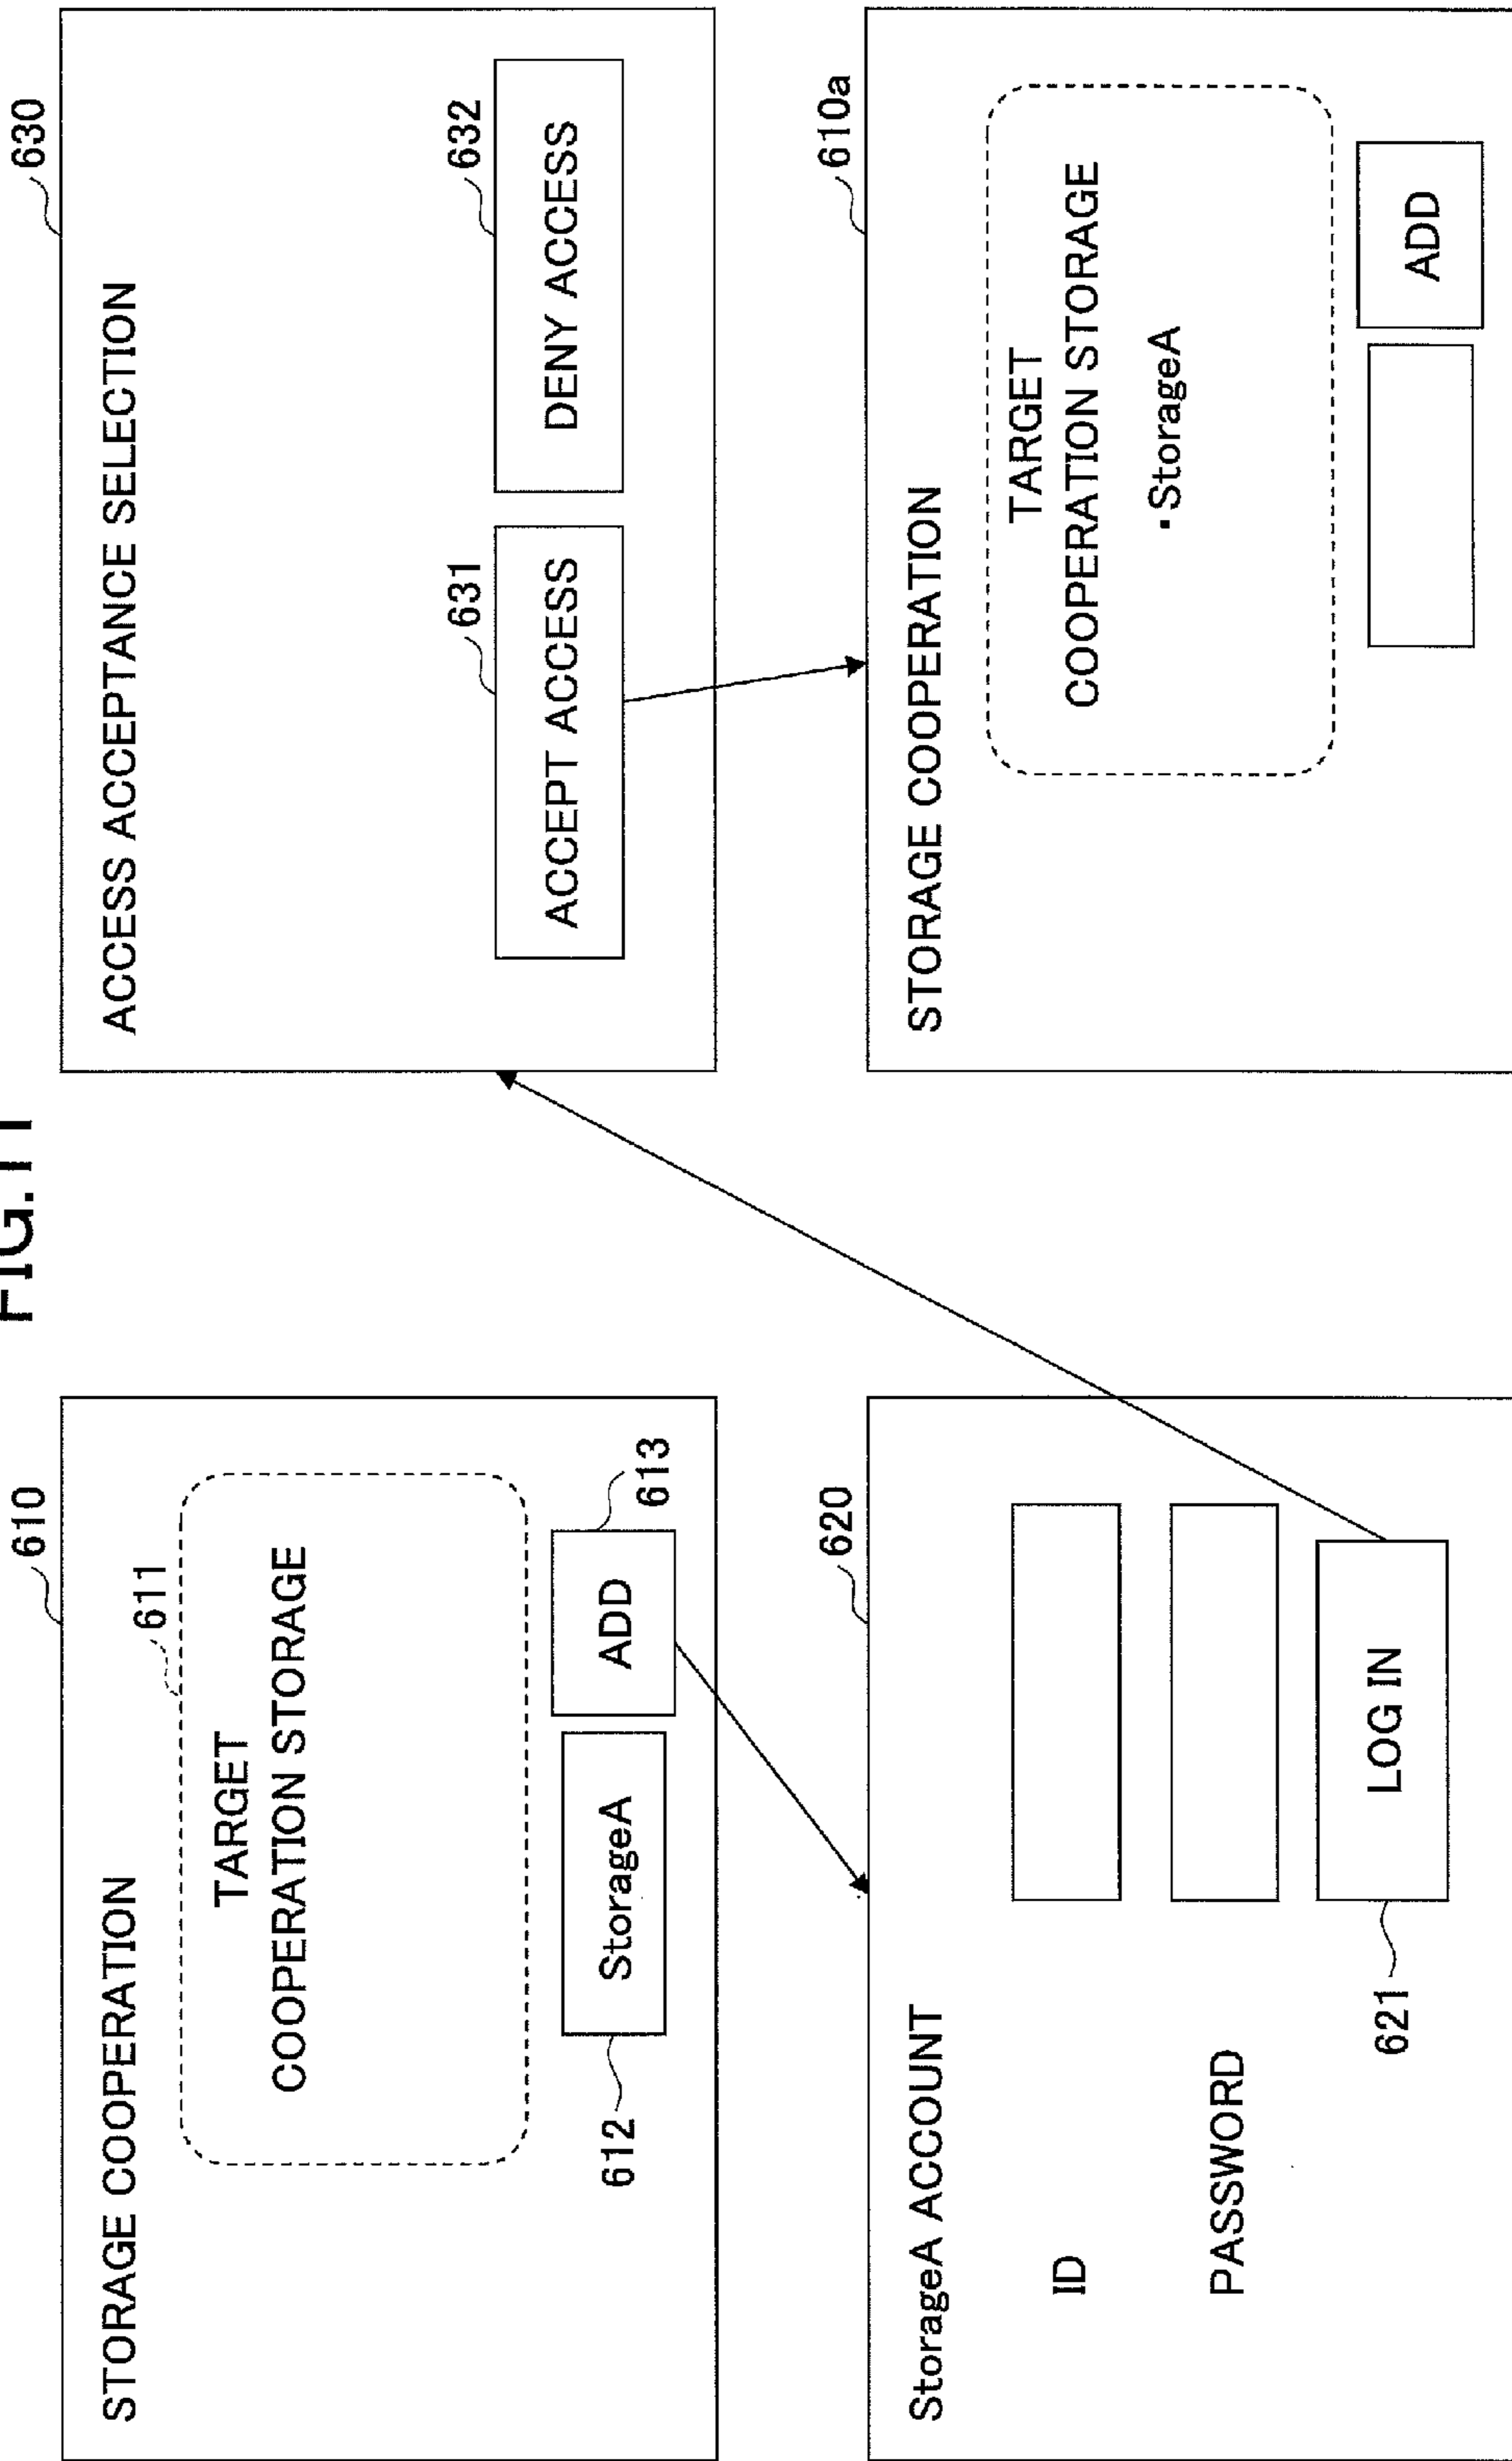 FIG.11
610
STORAGE COOPERATION
611
TARGET
COOPERATION STORAGE
612
StorageA
ADD
613
620
StorageA ACCOUNT
ID
PASSWORD
621
LOG IN
630
ACCESS ACCEPTANCE SELECTION
631
ACCEPT ACCESS
632
DENY ACCESS
610a
STORAGE COOPERATION
TARGET
COOPERATION STORAGE
・StorageA
ADD